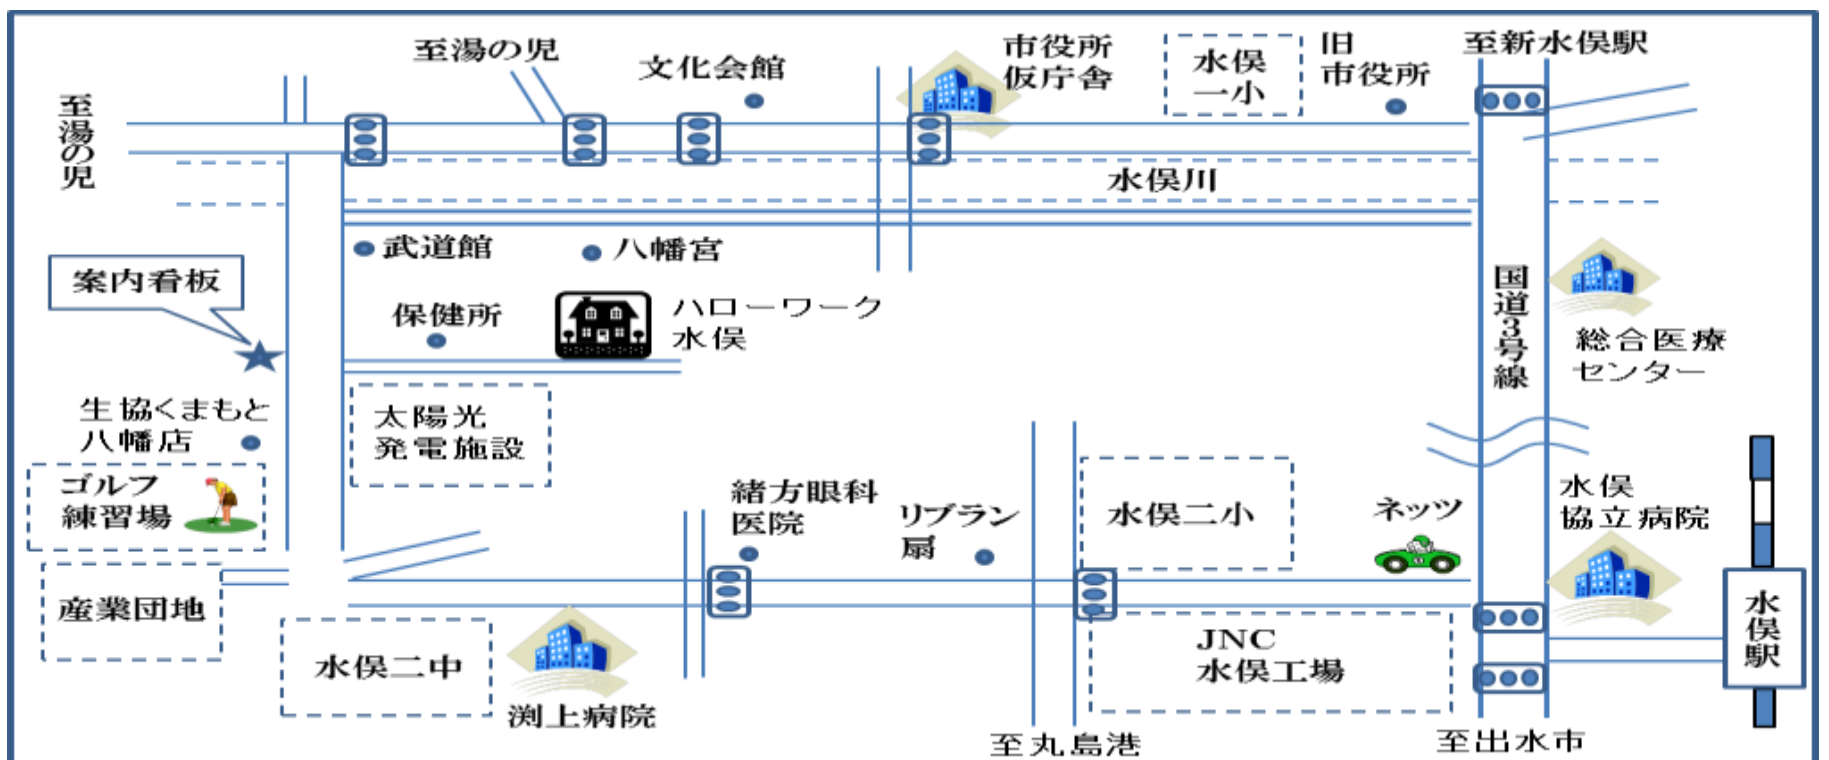 至湯の児
文化会館
市役所
仮庁舎
水俣
一小
旧
市役所
至新水俣駅
至湯の児
水俣川
武道館
八幡宮
案内看板
保健所
ハローワーク
水俣
国道3号線
総合医療
センター
生協くまもと
八幡店
太陽光
発電施設
ゴルフ
練習場
緒方眼科
医院
リブラン
扇
水俣二小
ネッツ
水俣
協立病院
産業団地
水俣二中
渕上病院
JNC
水俣工場
水俣駅
至丸島港
至出水市